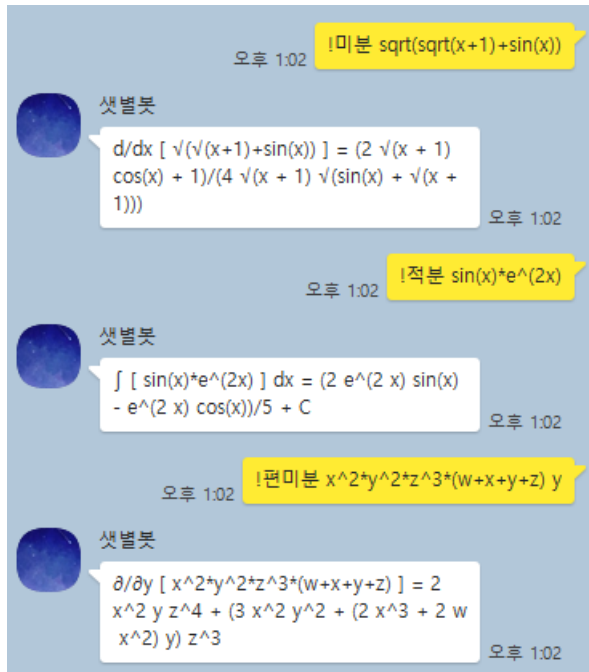 !미분 sqrt(sqrt(x+1)+sin(x))
오후 1:02
샛별봇
d/dx [ √(√(x+1)+sin(x)) ] = (2 √(x + 1)
cos(x) + 1)/(4 √(x + 1) √(sin(x) + √(x +
1)))
오후 1:02
!적분 sin(x)*e^(2x)
오후 1:02
샛별봇
∫ [ sin(x)*e^(2x) ] dx = (2 e^(2 x) sin(x)
- e^(2 x) cos(x))/5 + C
오후 1:02
!편미분 x^2*y^2*z^3*(w+x+y+z) y
오후 1:02
샛별봇
∂/∂y [ x^2*y^2*z^3*(w+x+y+z) ] = 2
x^2 y z^4 + (3 x^2 y^2 + (2 x^3 + 2 w
x^2) y) z^3
오후 1:02